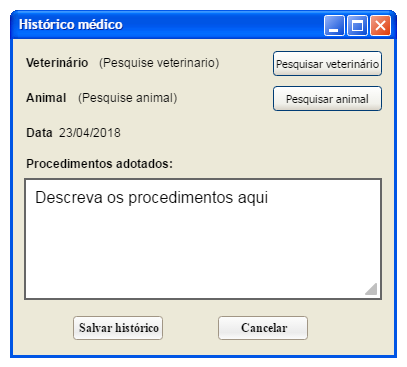 Histórico médico
Veterinário (Pesquise veterinario) Pesquisar veterinário
Animal (Pesquise animal) Pesquisar animal
Data 23/04/2018
Procedimentos adotados:
Descreva os procedimentos aqui
Salvar histórico Cancelar